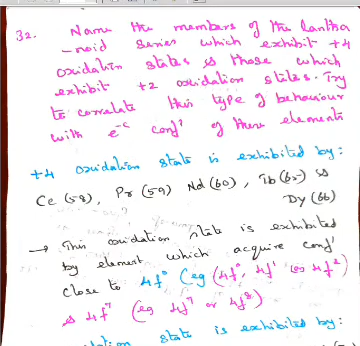 32. Name the members of the Lantha
-noid Series which exhibit +4
oxidation states & those which
exhibit +2 oxidation states. Try
to correlate this type of behaviour
with e⁻ᶜ confⁿ of these elements
+4 oxidation state is exhibited by:
Ce (58), Pr (59) Nd (60), Tb (65) &
Dy (66)
→ This oxidation state is exhibited
by element which acquire confⁿ
close to 4f⁰ (eg 4f⁰, 4f¹ or 4f²)
& 4f⁷ (eg 4f⁷ or 4f⁸)
state is exhibited by: